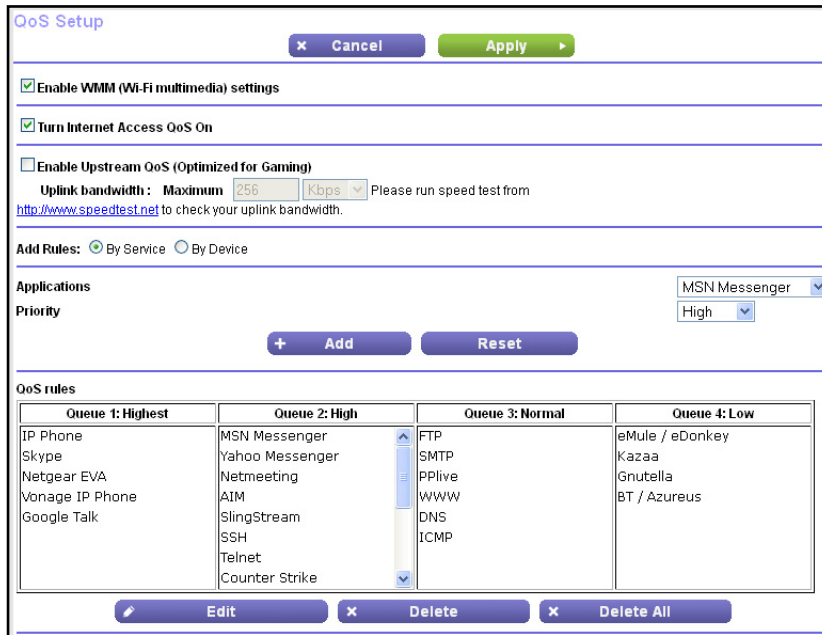 QoS Setup
Cancel Apply
Enable WMM (Wi-Fi multimedia) settings
Turn Internet Access QoS On
Enable Upstream QoS (Optimized for Gaming)
Uplink bandwidth : Maximum 256 Kbps Please run speed test from
http://www.speedtest.net to check your uplink bandwidth.
Add Rules: By Service By Device
Applications MSN Messenger
Priority High
Add Reset
QoS rules
Queue 1: Highest Queue 2: High Queue 3: Normal Queue 4: Low
IP Phone MSN Messenger FTP eMule / eDonkey
Skype Yahoo Messenger SMTP Kazaa
Netgear EVA Netmeeting PPlive Gnutella
Vonage IP Phone AIM WWW BT / Azureus
Google Talk SlingStream DNS
SSH ICMP
Telnet
Counter Strike
Edit Delete Delete All